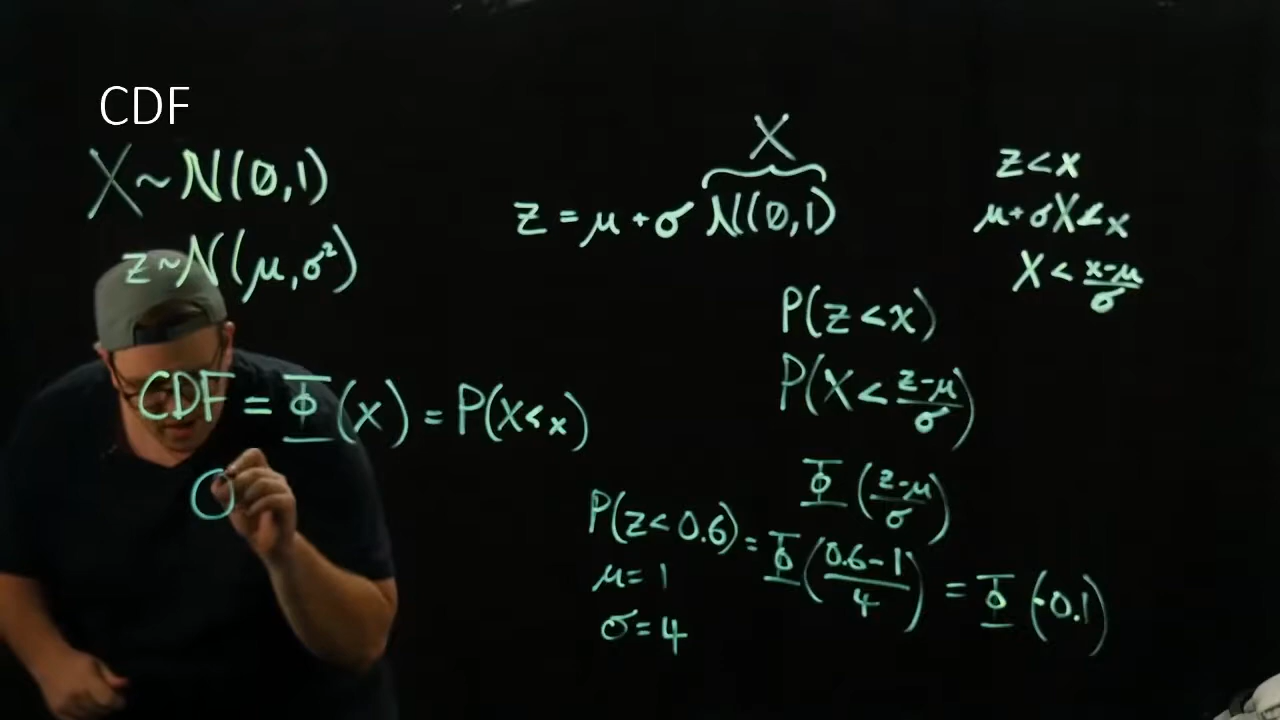 CDF
X ~ N(0,1)
z ~ N(μ,σ²)
CDF = Φ(x) = P(X<x)
X
z = μ + σ N(0,1)
z<x
μ+σX<x
X < (x-μ)/σ
P(z<x)
P(X < (z-μ)/σ)
Φ((z-μ)/σ)
P(z<0.6) = Φ((0.6-1)/4) = Φ(-0.1)
μ=1
σ=4